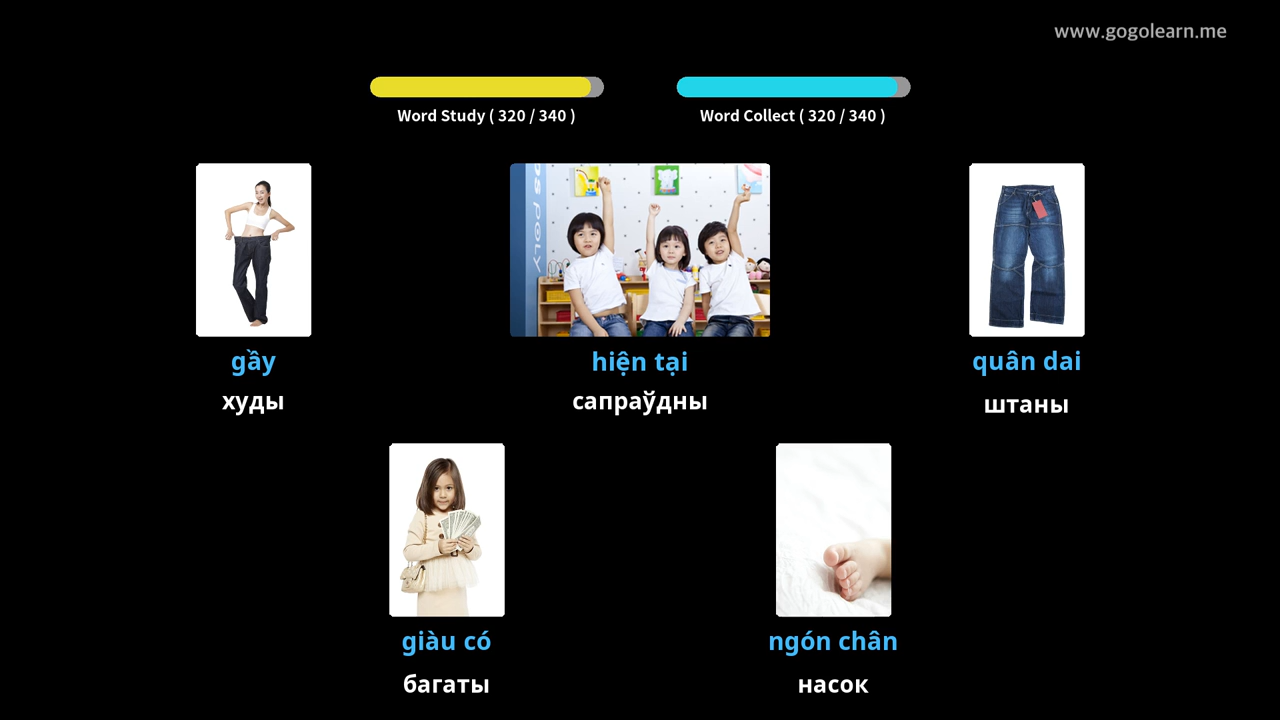 www.gogolearn.me
Word Study ( 320 / 340 )
Word Collect ( 320 / 340 )
gầy
худы
hiện tại
сапраўдны
quân dai
штаны
giàu có
багаты
ngón chân
насок